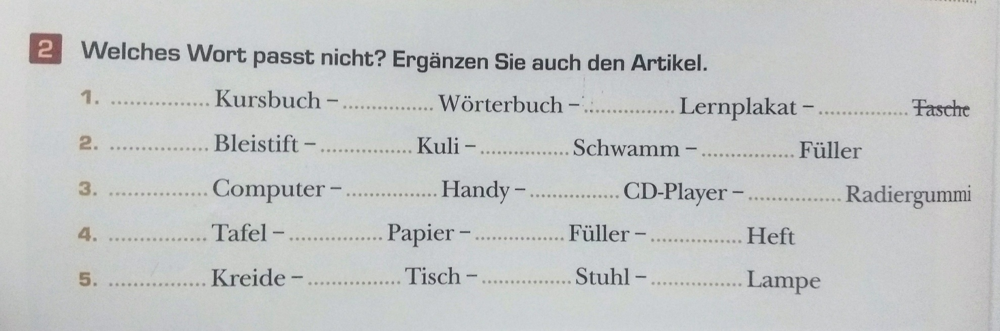 2 Welches Wort passt nicht? Ergänzen Sie auch den Artikel.
1. ................ Kursbuch – ............... Wörterbuch – ............... Lernplakat – ............... Tasche
2. ................ Bleistift – ............... Kuli – ............... Schwamm – ............... Füller
3. ................ Computer – ............... Handy – ............... CD-Player – ............... Radiergummi
4. ................ Tafel – ............... Papier – ............... Füller – ............... Heft
5. ................ Kreide – ............... Tisch – ............... Stuhl – ............... Lampe